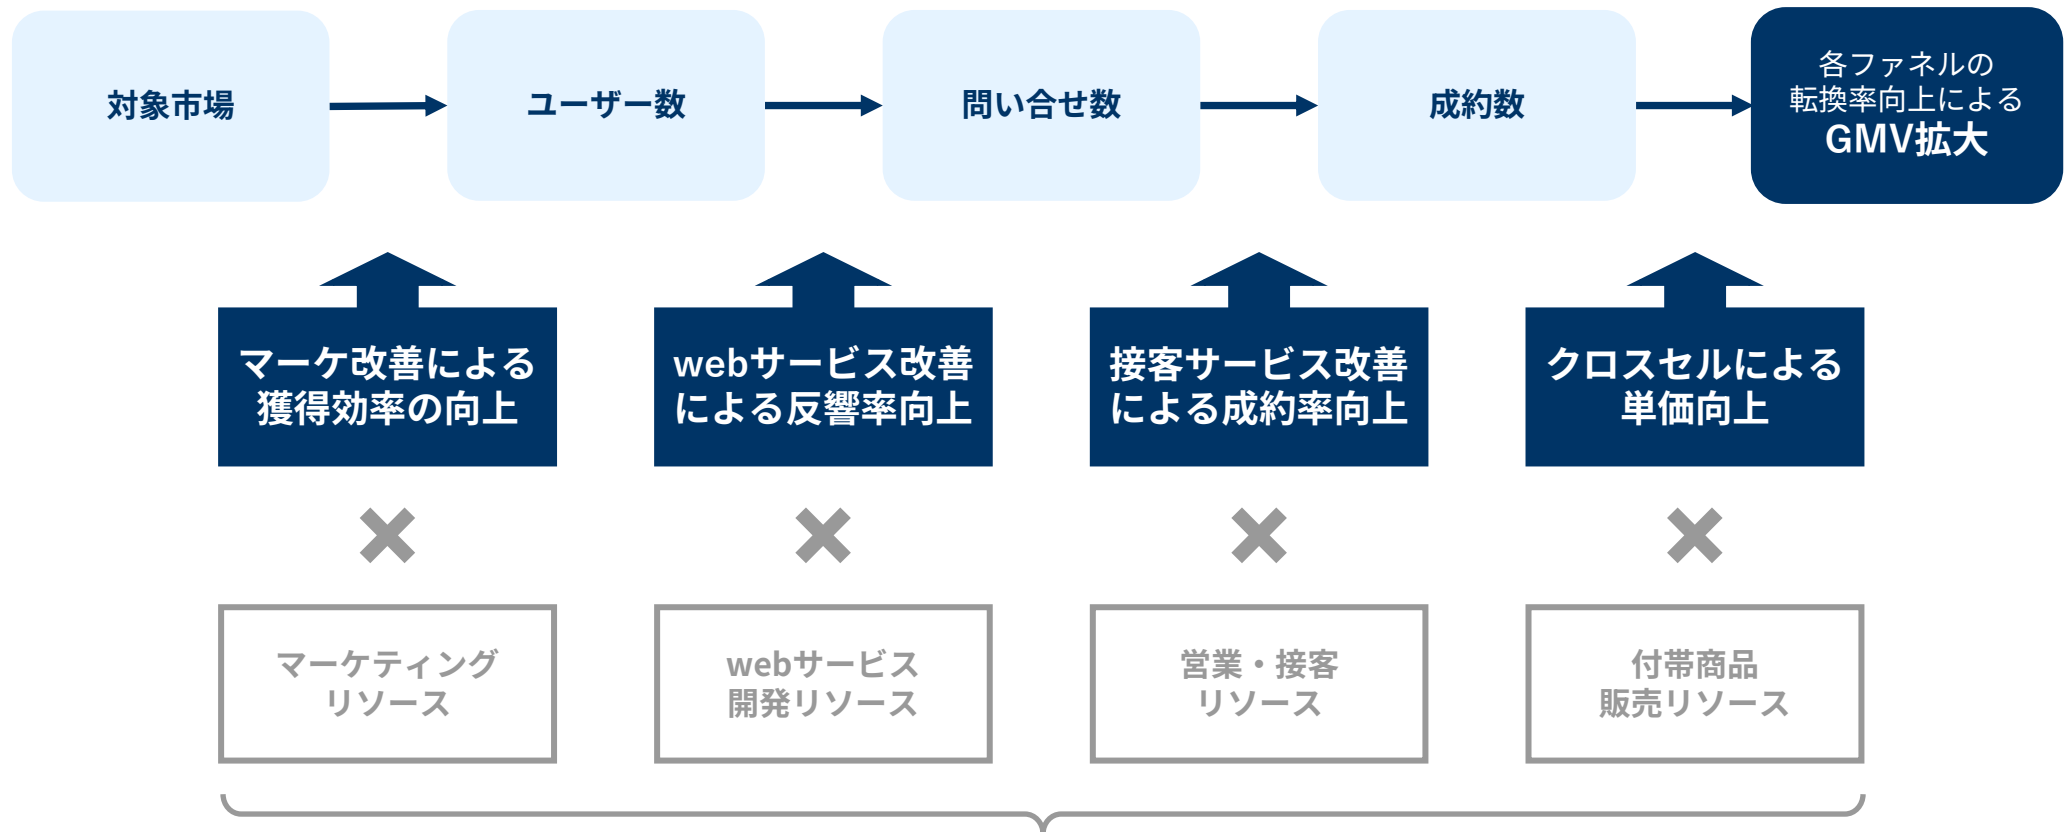 対象市場
ユーザー数
問い合せ数
成約数
各ファネルの
転換率向上による
GMV拡大
マーケ改善による
獲得効率の向上
webサービス改善
による反響率向上
接客サービス改善
による成約率向上
クロスセルによる
単価向上
マーケティング
リソース
webサービス
開発リソース
営業・接客
リソース
付帯商品
販売リソース